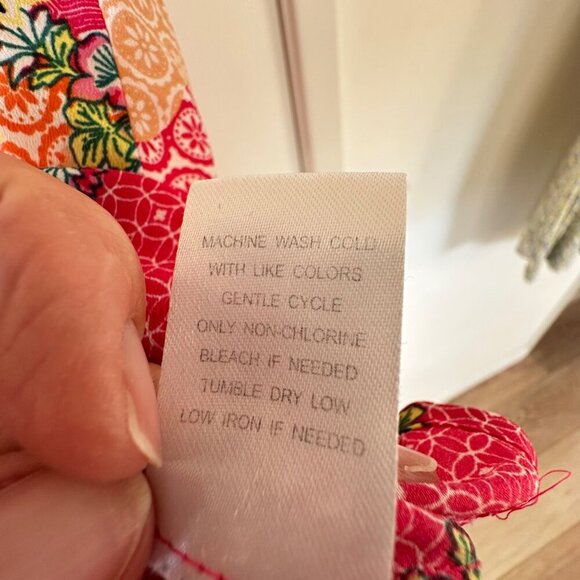 MACHINE WASH COLD
WITH LIKE COLORS
GENTLE CYCLE
ONLY NON-CHLORINE
BLEACH IF NEEDED
TUMBLE DRY LOW
LOW IRON IF NEEDED